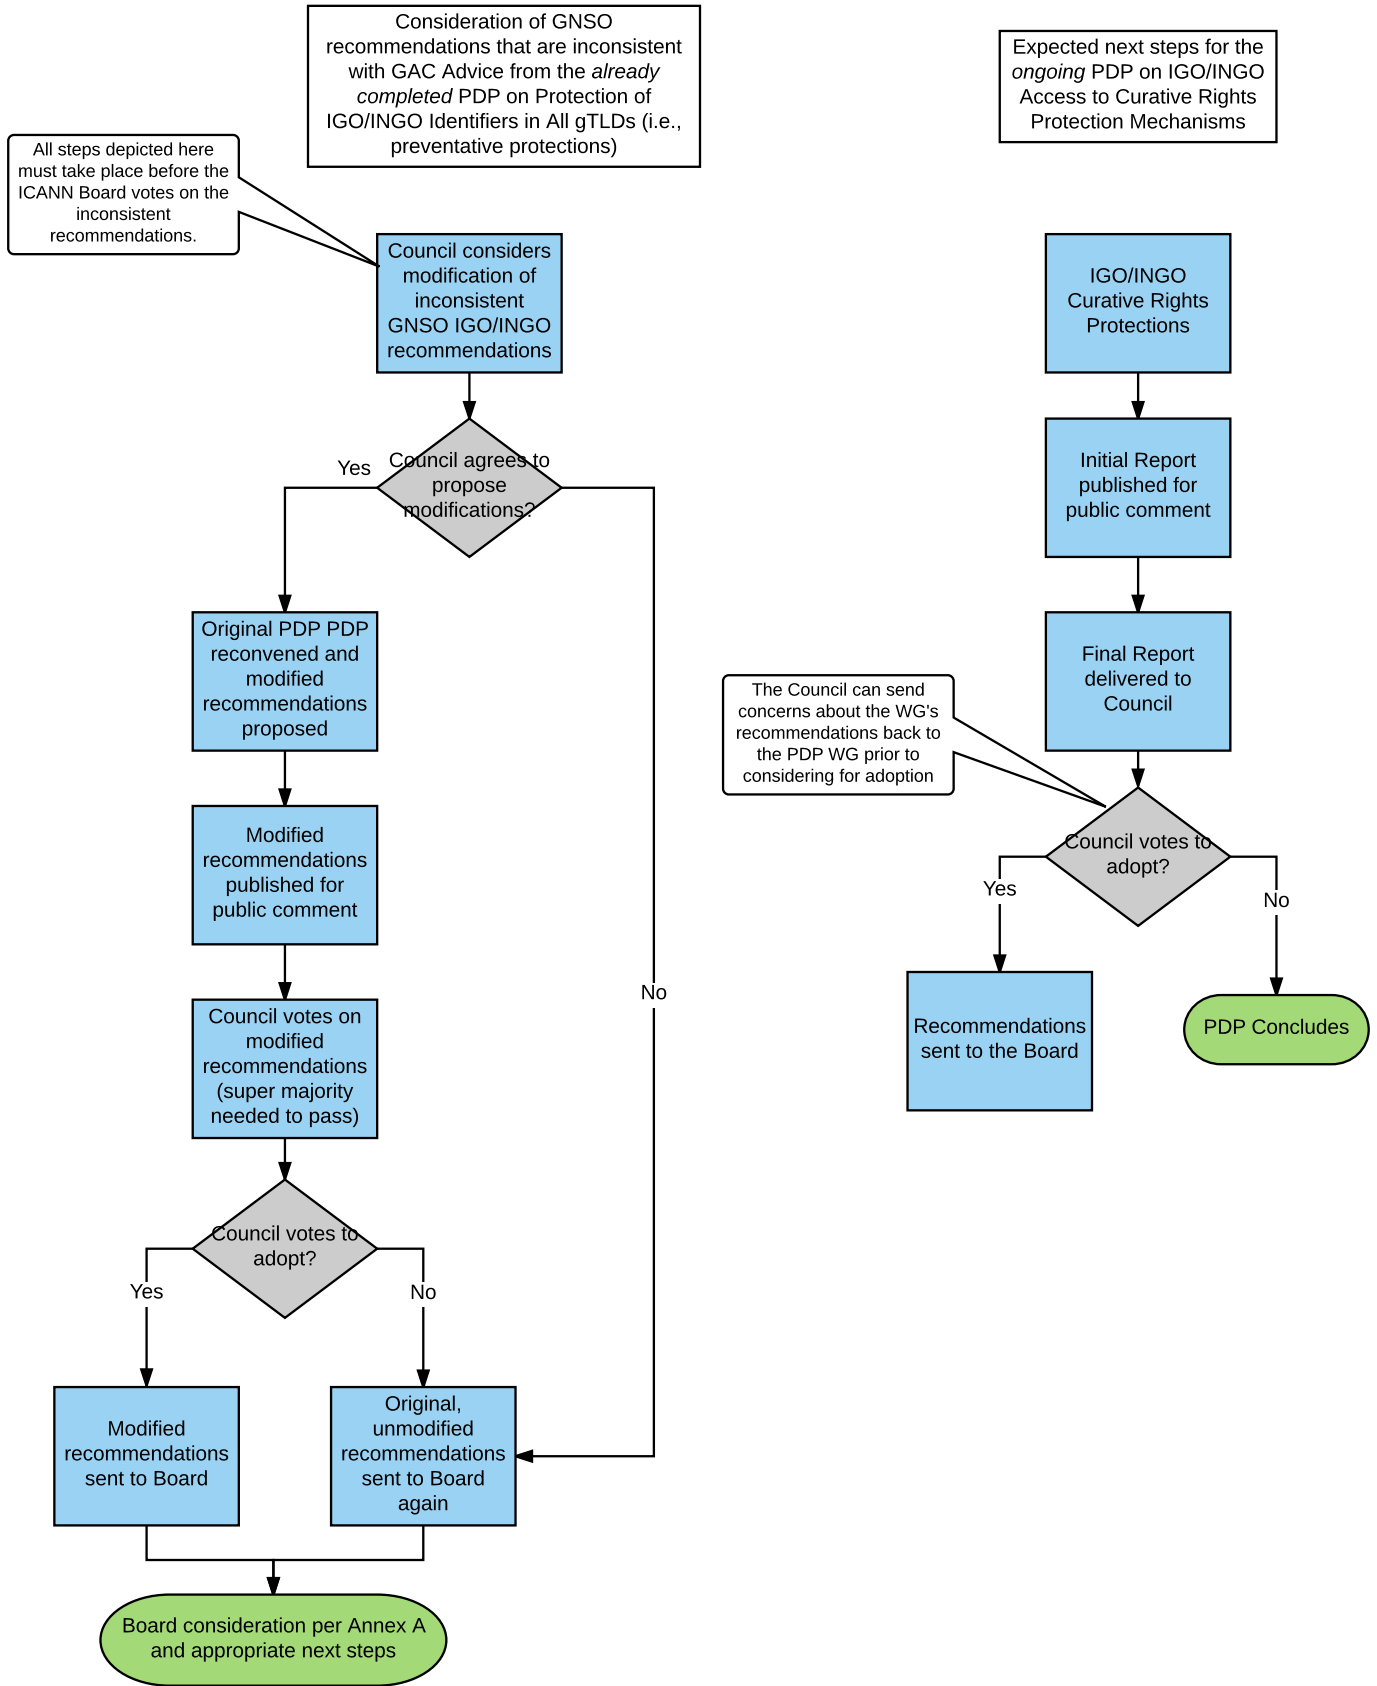 Consideration of GNSO
recommendations that are inconsistent
with GAC Advice from the already
completed PDP on Protection of
IGO/INGO Identifiers in All gTLDs (i.e.,
preventative protections)
All steps depicted here
must take place before the
ICANN Board votes on the
inconsistent
recommendations.
Council considers
modification of
inconsistent
GNSO IGO/INGO
recommendations
Council agrees to
propose
modifications?
Yes
No
Original PDP PDP
reconvened and
modified
recommendations
proposed
Modified
recommendations
published for
public comment
Council votes on
modified
recommendations
(super majority
needed to pass)
Council votes to
adopt?
Yes
No
Modified
recommendations
sent to Board
Original,
unmodified
recommendations
sent to Board
again
Board consideration per Annex A
and appropriate next steps
Expected next steps for the
ongoing PDP on IGO/INGO
Access to Curative Rights
Protection Mechanisms
IGO/INGO
Curative Rights
Protections
Initial Report
published for
public comment
Final Report
delivered to
Council
The Council can send
concerns about the WG's
recommendations back to
the PDP WG prior to
considering for adoption
Council votes to
adopt?
Yes
No
Recommendations
sent to the Board
PDP Concludes